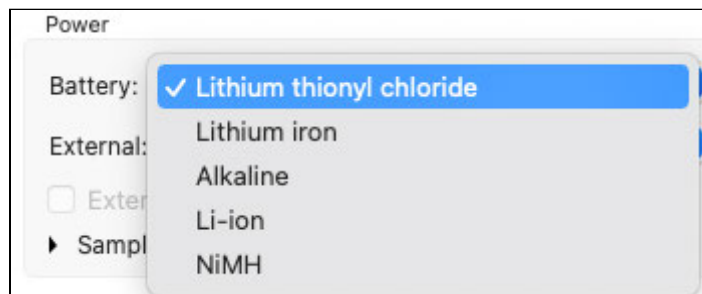 Power
Battery: ✓ Lithium thionyl chloride
Lithium iron
External:
Alkaline
Li-ion
NiMH